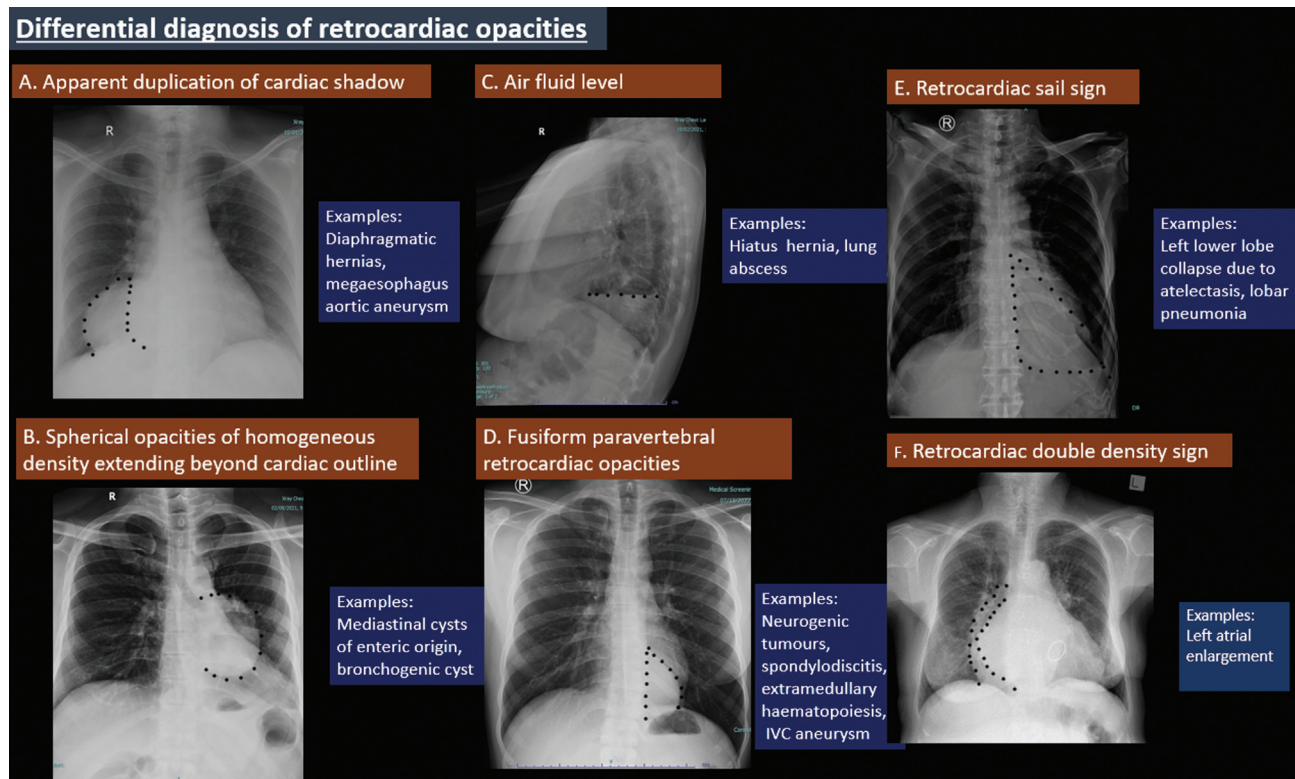 Differential diagnosis of retrocardiac opacities
A. Apparent duplication of cardiac shadow
R
Examples:
Diaphragmatic
hernias,
megaesophagus
aortic aneurysm
B. Spherical opacities of homogeneous
density extending beyond cardiac outline
R
Examples:
Mediastinal cysts
of enteric origin,
bronchogenic cyst
C. Air fluid level
R
Examples:
Hiatus hernia, lung
abscess
D. Fusiform paravertebral
retrocardiac opacities
R
Medical Screening
Examples:
Neurogenic
tumours,
spondylodiscitis,
extramedullary
haematopoiesis,
IVC aneurysm
E. Retrocardiac sail sign
R
DR
Examples:
Left lower lobe
collapse due to
atelectasis, lobar
pneumonia
F. Retrocardiac double density sign
L
Examples:
Left atrial
enlargement